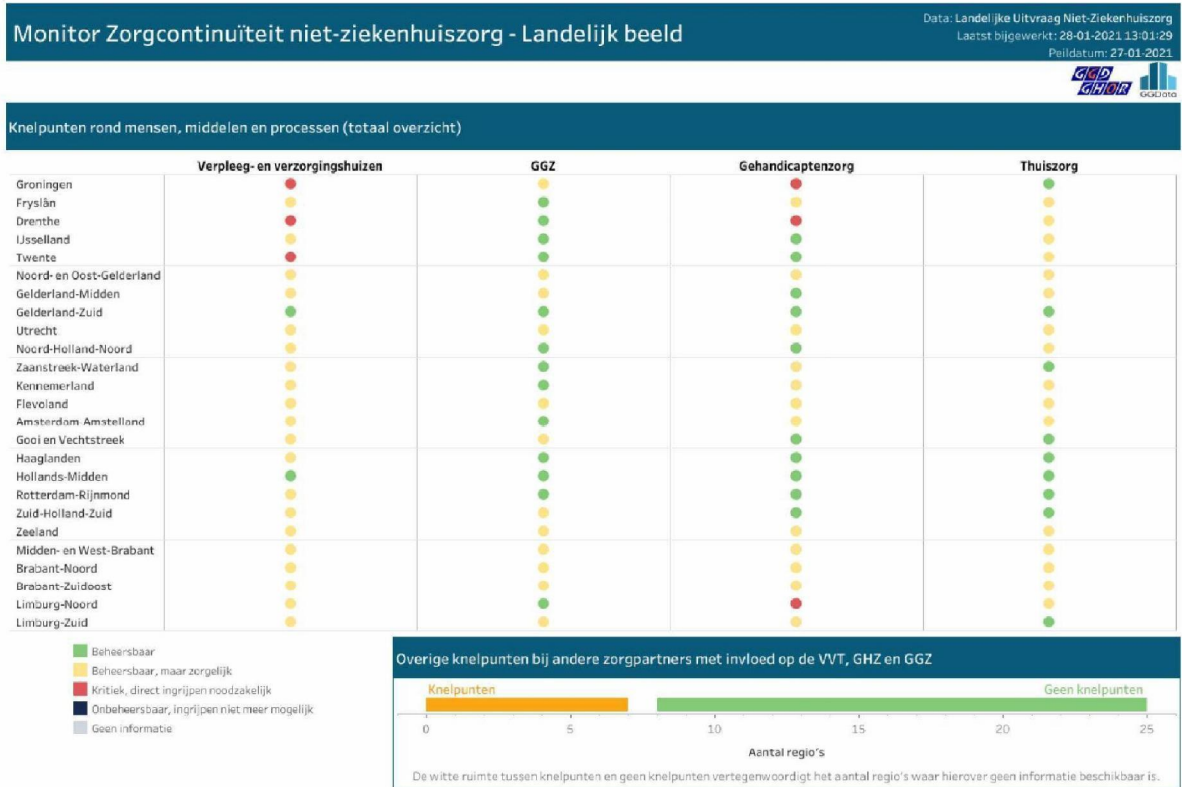 Monitor Zorgcontinuïteit niet-ziekenhuiszorg - Landelijk beeld
Data: Landelijke Uitvraag Niet-Ziekenhuiszorg
Laatst bijgewerkt: 28-01-2021 13:01:29
Peildatum: 27-01-2021
GGD
GHOR
GGData
Knelpunten rond mensen, middelen en processen (totaal overzicht)
Verpleeg- en verzorgingshuizen GGZ Gehandicaptenzorg Thuiszorg
Groningen
Fryslân
Drenthe
IJsselland
Twente
Noord- en Oost-Gelderland
Gelderland-Midden
Gelderland-Zuid
Utrecht
Noord-Holland-Noord
Zaanstreek-Waterland
Kennemerland
Flevoland
Amsterdam-Amstelland
Gooi en Vechtstreek
Haaglanden
Hollands-Midden
Rotterdam-Rijnmond
Zuid-Holland-Zuid
Zeeland
Midden- en West-Brabant
Brabant-Noord
Brabant-Zuidoost
Limburg-Noord
Limburg-Zuid
Beheersbaar
Beheersbaar, maar zorgelijk
Kritiek, direct ingrijpen noodzakelijk
Onbeheersbaar, ingrijpen niet meer mogelijk
Geen informatie
Overige knelpunten bij andere zorgpartners met invloed op de VVT, GHZ en GGZ
Knelpunten Geen knelpunten
0 5 10 15 20 25
Aantal regio's
De witte ruimte tussen knelpunten en geen knelpunten vertegenwoordigt het aantal regio's waar hierover geen informatie beschikbaar is.